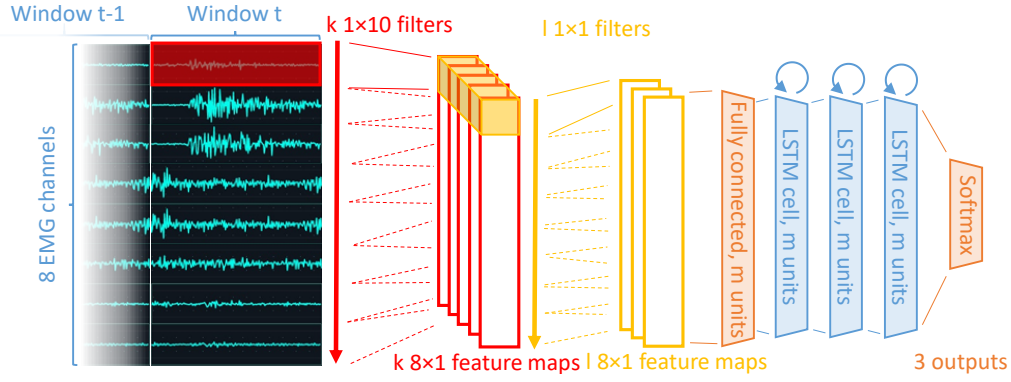 Window t-1
Window t
k 1×10 filters
l 1×1 filters
8 EMG channels
Fully connected, m units
LSTM cell, m units
LSTM cell, m units
LSTM cell, m units
Softmax
k 8×1 feature maps
l 8×1 feature maps
3 outputs